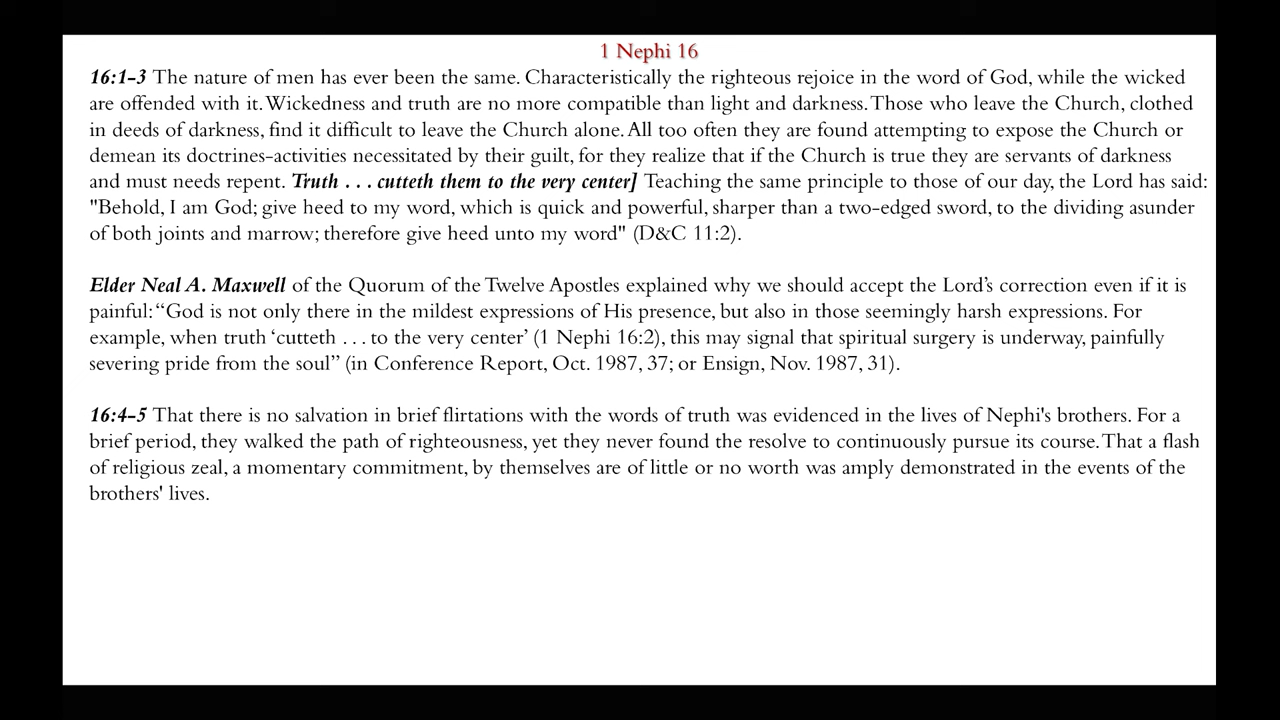 1 Nephi 16
16:1-3 The nature of men has ever been the same. Characteristically the righteous rejoice in the word of God, while the wicked
are offended with it. Wickedness and truth are no more compatible than light and darkness. Those who leave the Church, clothed
in deeds of darkness, find it difficult to leave the Church alone. All too often they are found attempting to expose the Church or
demean its doctrines-activities necessitated by their guilt, for they realize that if the Church is true they are servants of darkness
and must needs repent. Truth . . . cutteth them to the very center] Teaching the same principle to those of our day, the Lord has said:
"Behold, I am God; give heed to my word, which is quick and powerful, sharper than a two-edged sword, to the dividing asunder
of both joints and marrow; therefore give heed unto my word" (D&C 11:2).
Elder Neal A. Maxwell of the Quorum of the Twelve Apostles explained why we should accept the Lord’s correction even if it is
painful: “God is not only there in the mildest expressions of His presence, but also in those seemingly harsh expressions. For
example, when truth ‘cutteth . . . to the very center’ (1 Nephi 16:2), this may signal that spiritual surgery is underway, painfully
severing pride from the soul” (in Conference Report, Oct. 1987, 37; or Ensign, Nov. 1987, 31).
16:4-5 That there is no salvation in brief flirtations with the words of truth was evidenced in the lives of Nephi's brothers. For a
brief period, they walked the path of righteousness, yet they never found the resolve to continuously pursue its course. That a flash
of religious zeal, a momentary commitment, by themselves are of little or no worth was amply demonstrated in the events of the
brothers' lives.